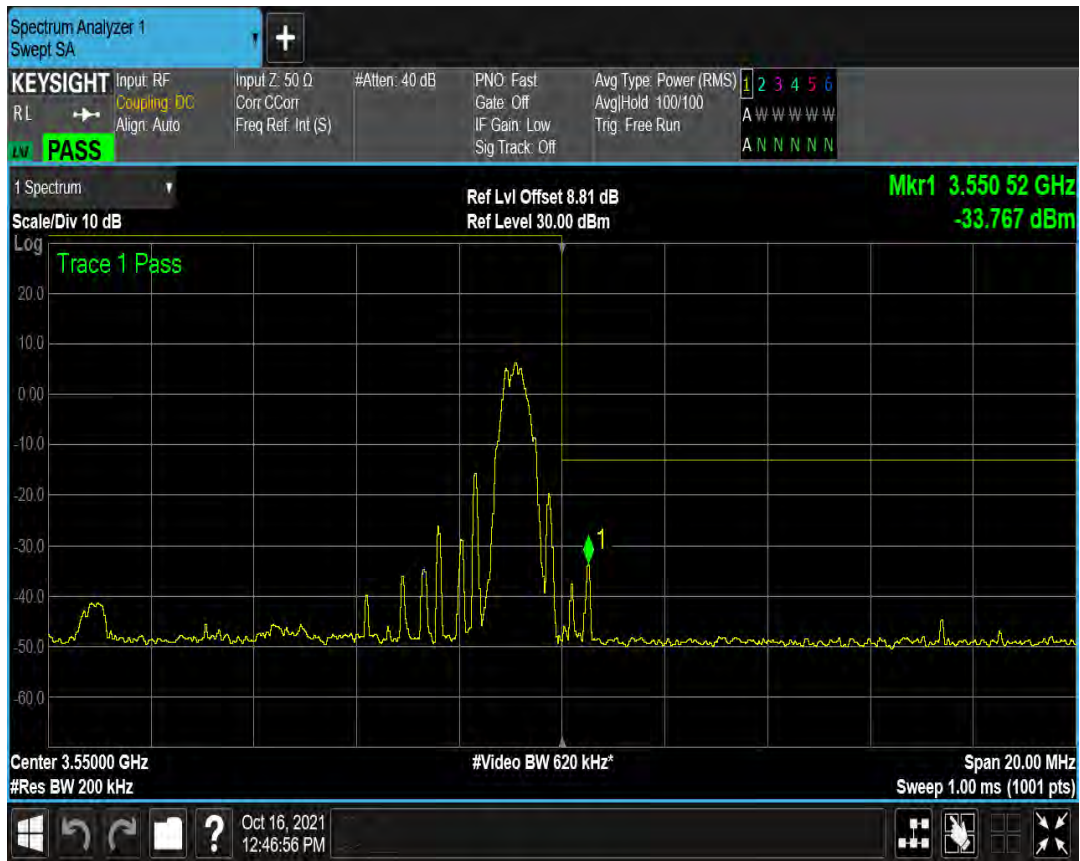 Spectrum Analyzer 1
Swept SA
+
KEYSIGHT
RL
Input: RF
Coupling: DC
Align: Auto
Input Z: 50 Ω
Corr CCorr
Freq Ref: Int (S)
#Atten: 40 dB
PNO: Fast
Gate: Off
IF Gain: Low
Sig Track: Off
Avg Type: Power (RMS)
Avg|Hold: 100/100
Trig: Free Run
1 2 3 4 5 6
A W W W W W
A N N N N N
PASS
1 Spectrum
Scale/Div 10 dB
Ref Lvl Offset 8.81 dB
Ref Level 30.00 dBm
Mkr1 3.550 52 GHz
-33.767 dBm
Log
Trace 1 Pass
20.0
10.0
0.00
-10.0
-20.0
-30.0
-40.0
-50.0
-60.0
1
Center 3.55000 GHz
#Res BW 200 kHz
#Video BW 620 kHz*
Span 20.00 MHz
Sweep 1.00 ms (1001 pts)
?
Oct 16, 2021
12:46:56 PM